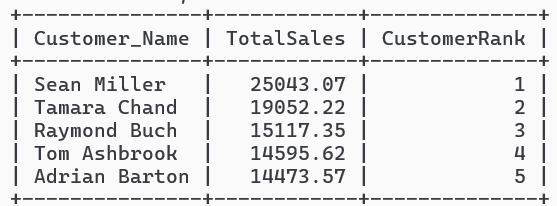 +---------------+------------+--------------+
| Customer_Name | TotalSales | CustomerRank |
+---------------+------------+--------------+
| Sean Miller   |   25043.07 |            1 |
| Tamara Chand  |   19052.22 |            2 |
| Raymond Buch  |   15117.35 |            3 |
| Tom Ashbrook  |   14595.62 |            4 |
| Adrian Barton |   14473.57 |            5 |
+---------------+------------+--------------+